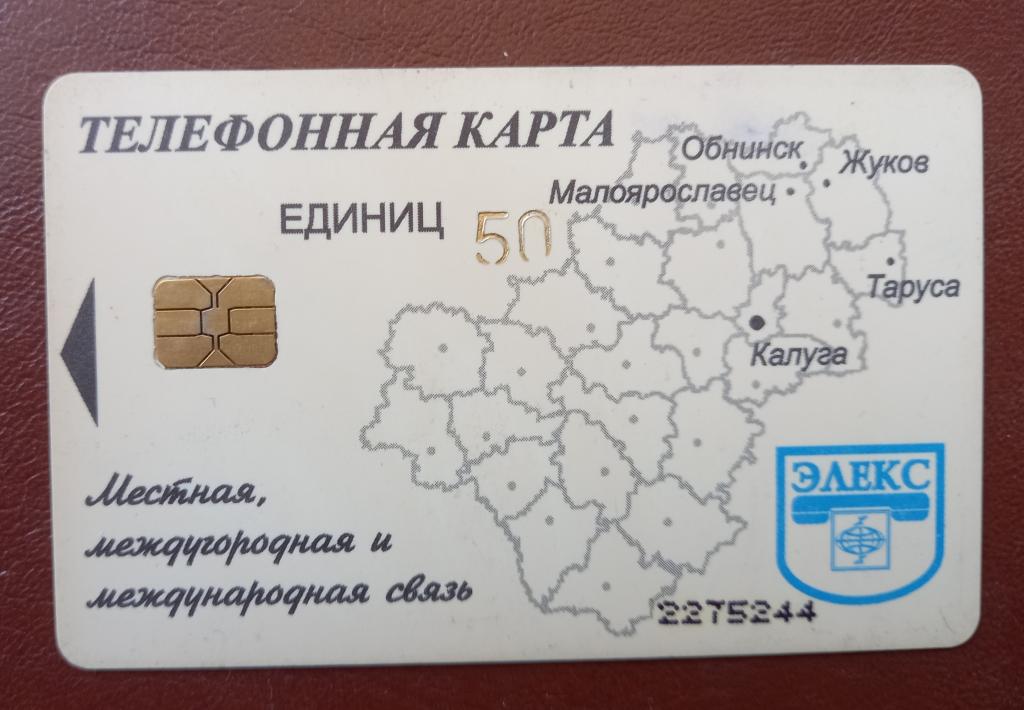 ТЕЛЕФОННАЯ КАРТА
ЕДИНИЦ 50
Обнинск
Жуков
Малоярославец
Таруса
Калуга
Местная,
междугородная и
международная связь
ЭЛЕКС
2275244